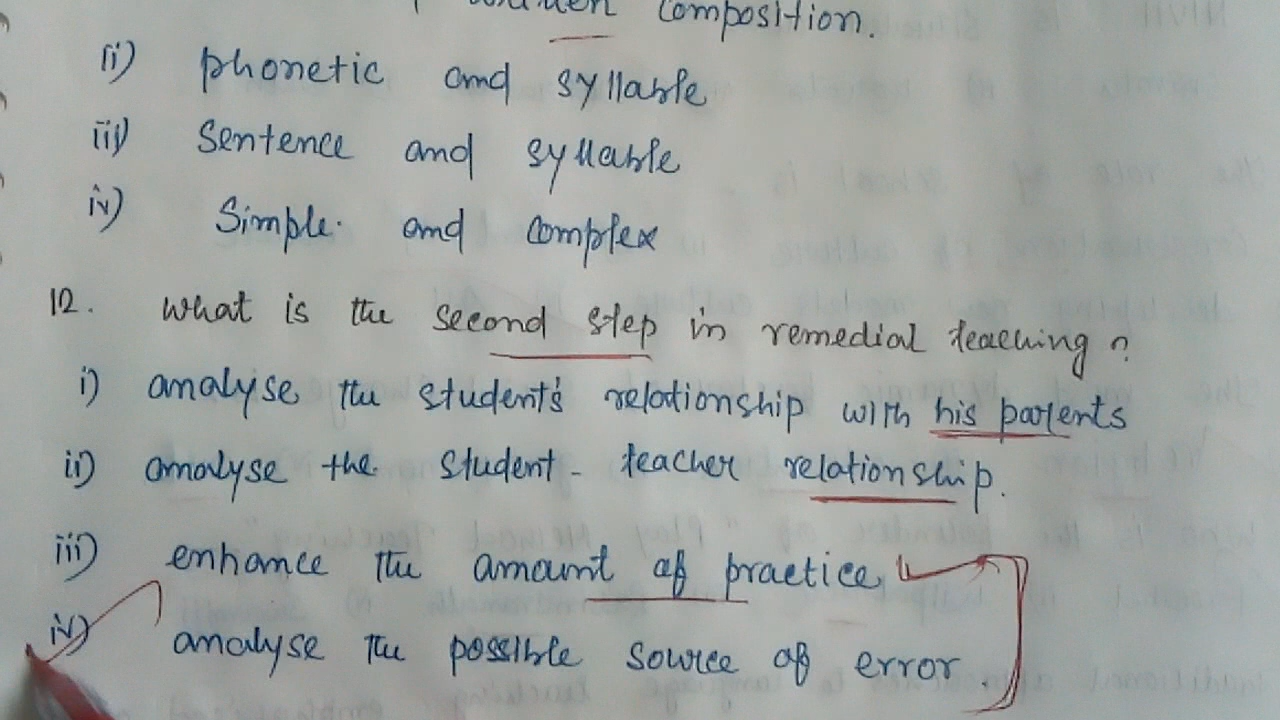 written composition.
(ii) phonetic and syllable
iii) sentence and syllable
iv) Simple. and complex
12. what is the second step in remedial teaching?
i) analyse the student's relationship with his parents
ii) analyse the student-teacher relationship.
iii) enhance the amount of practice
iv) analyse the possible source of error.